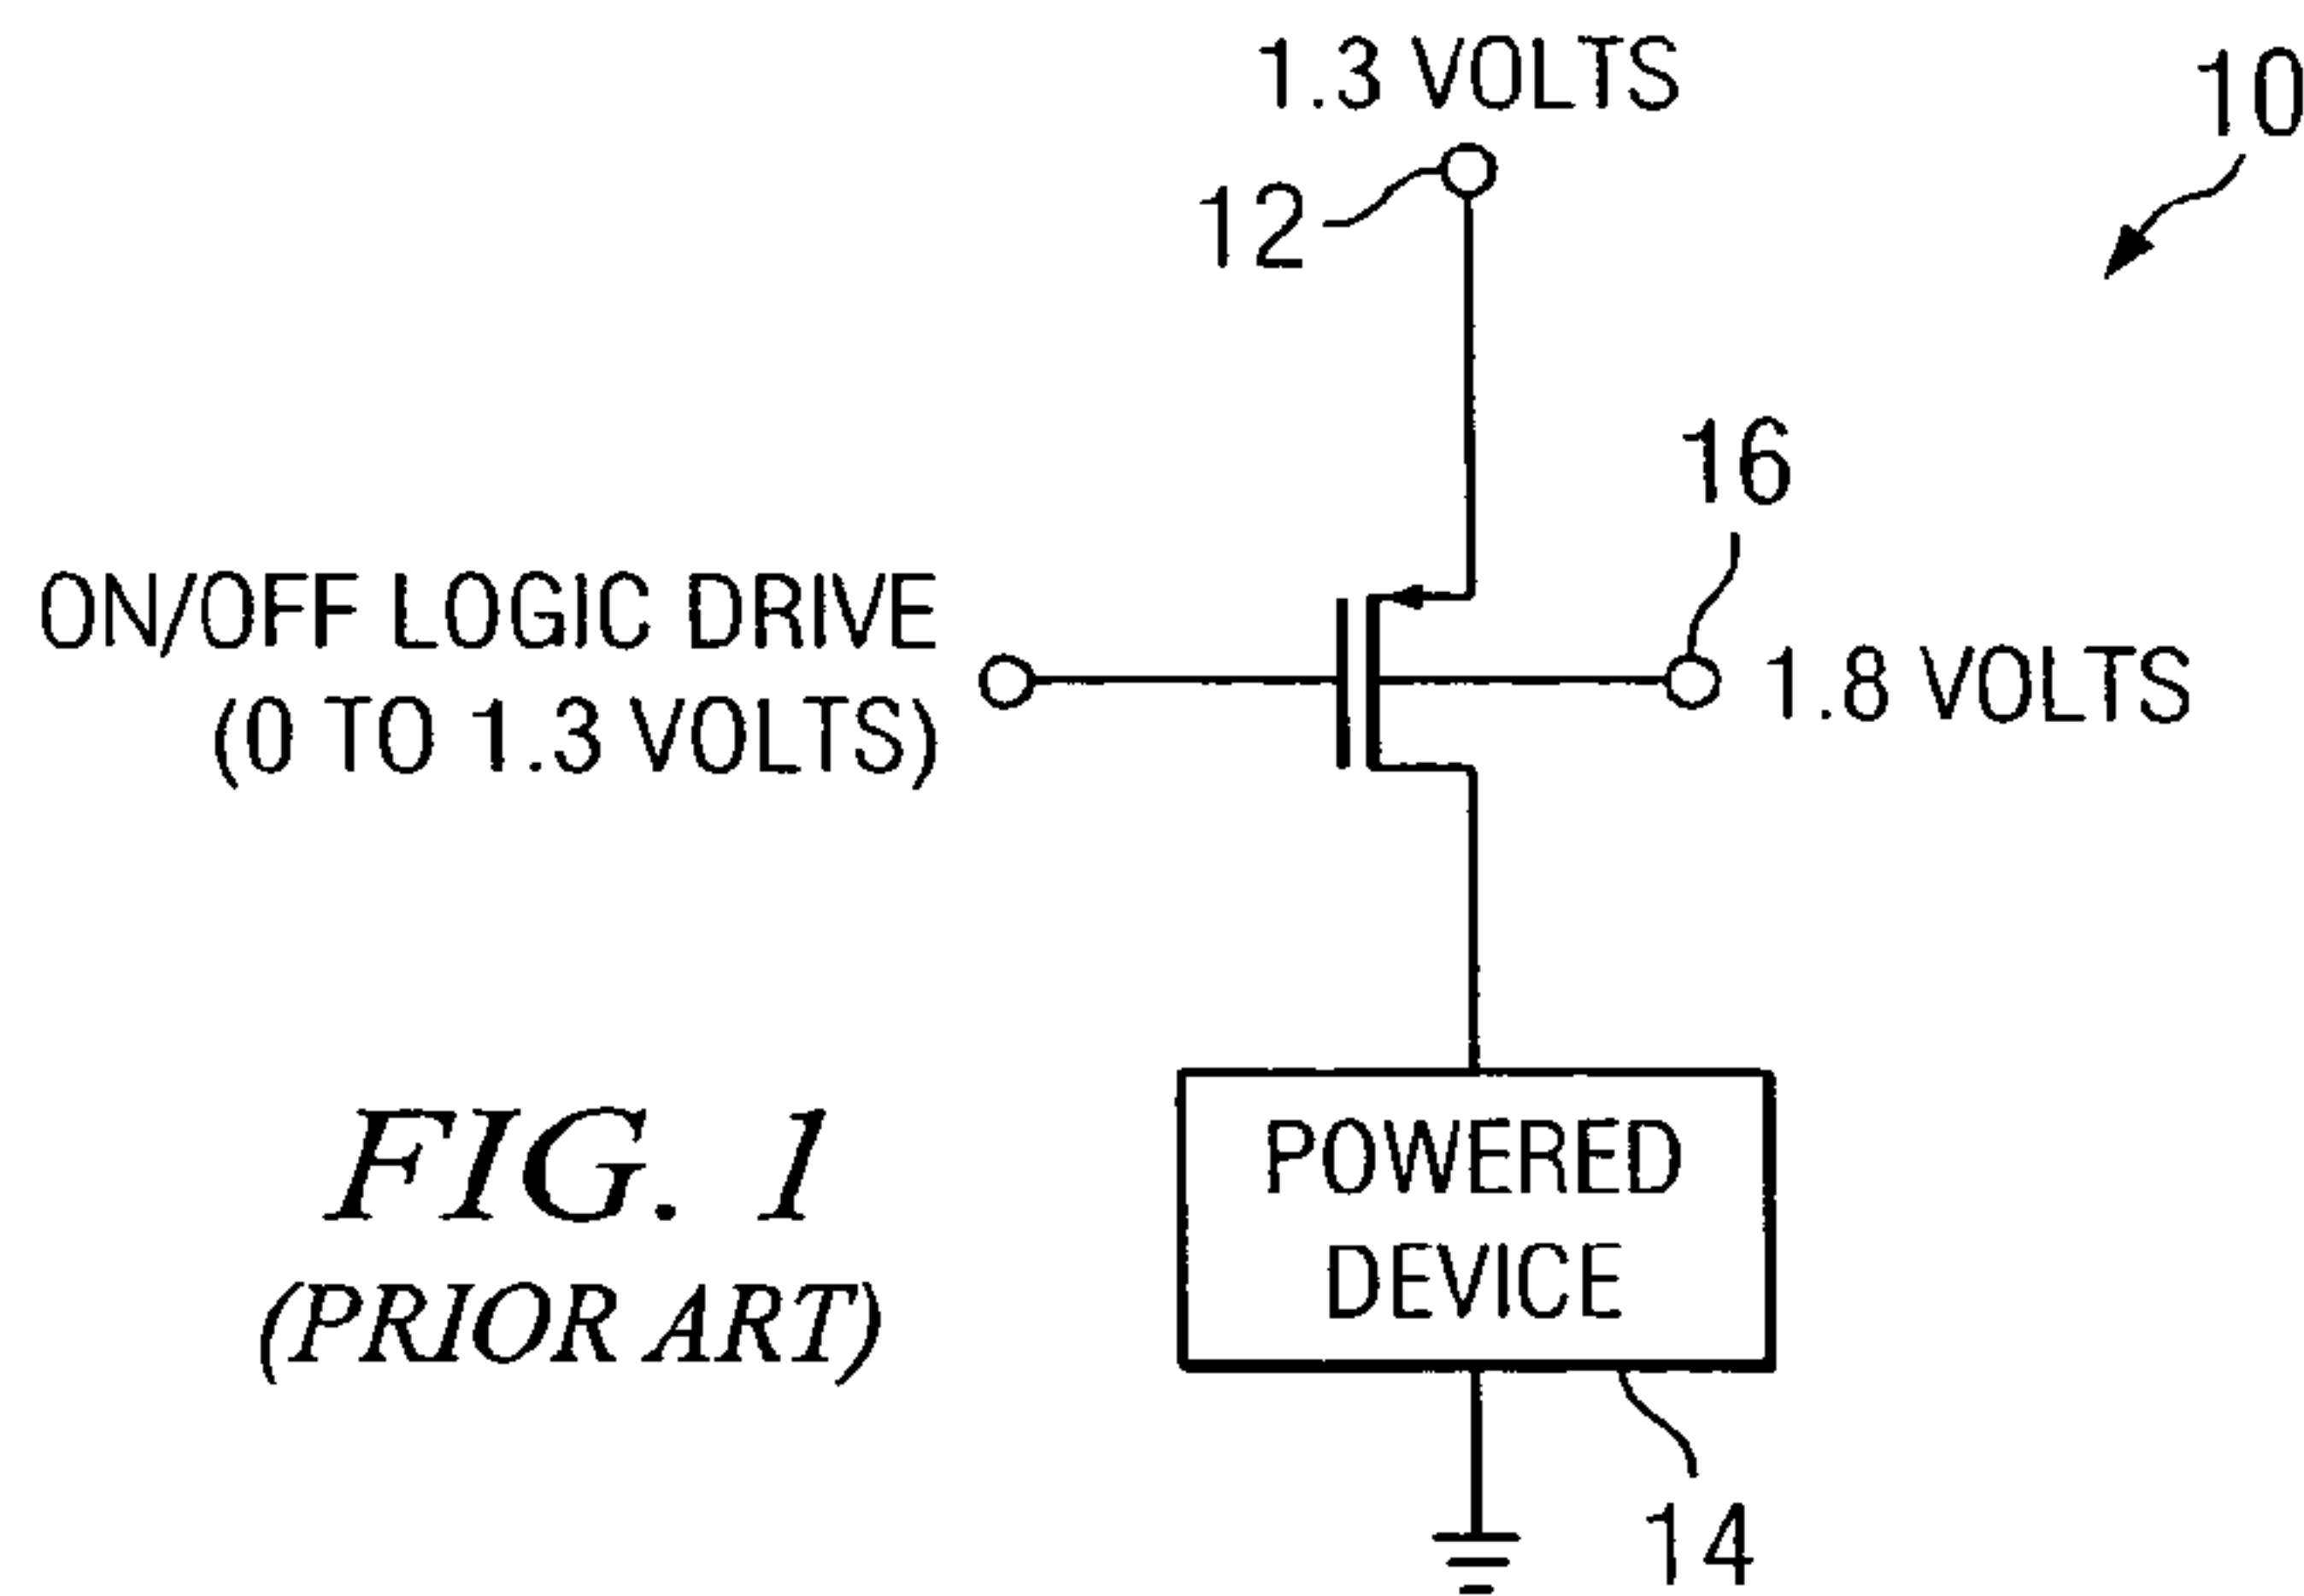 1.3 VOLTS
10
12
16
ON/OFF LOGIC DRIVE
(0 TO 1.3 VOLTS)
1.8 VOLTS
POWERED
DEVICE
FIG. 1
(PRIOR ART)
14